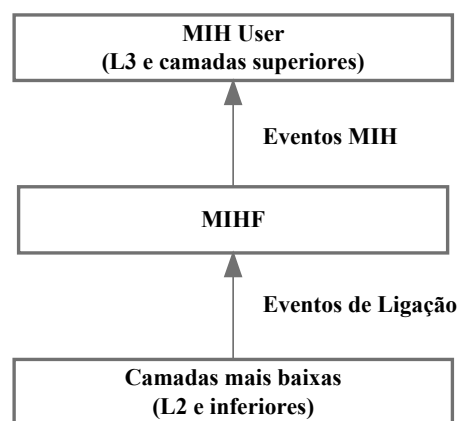 MIH User
(L3 e camadas superiores)
Eventos MIH
MIHF
Eventos de Ligação
Camadas mais baixas
(L2 e inferiores)